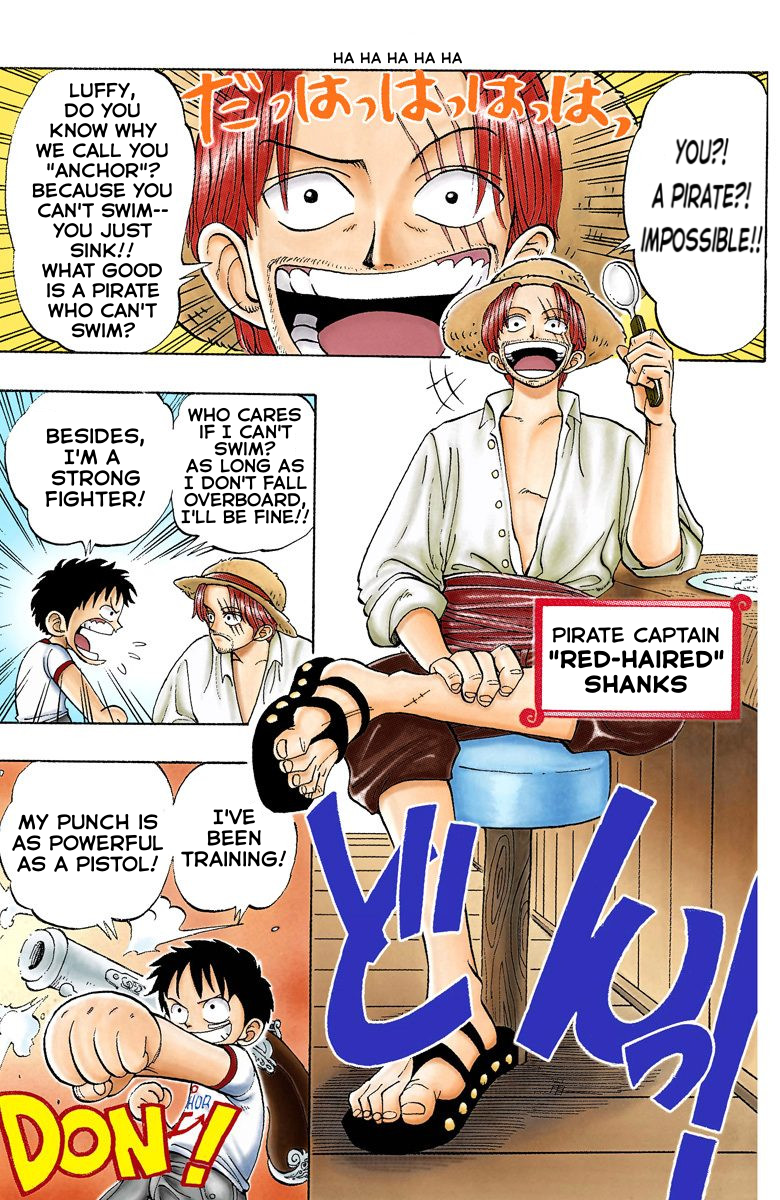 HA HA HA HA HA
だっはっはっはっはっ
YOU?!
A PIRATE?!
IMPOSSIBLE!!
LUFFY,
DO YOU
KNOW WHY
WE CALL YOU
"ANCHOR"?
BECAUSE YOU
CAN'T SWIM--
YOU JUST
SINK!!
WHAT GOOD
IS A PIRATE
WHO CAN'T
SWIM?
PIRATE CAPTAIN
"RED-HAIRED"
SHANKS
WHO CARES
IF I CAN'T
SWIM?
AS LONG AS
I DON'T FALL
OVERBOARD,
I'LL BE FINE!!
BESIDES,
I'M A
STRONG
FIGHTER!
I'VE
BEEN
TRAINING!
MY PUNCH IS
AS POWERFUL
AS A PISTOL!
どんっ!
DON!